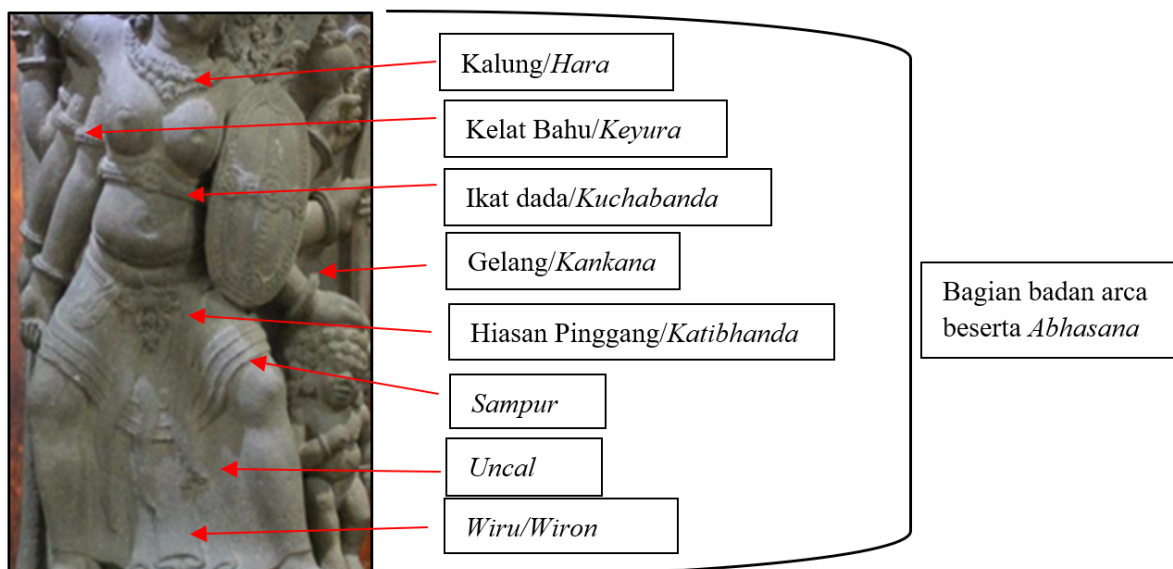 Kalung/Hara
Kelat Bahu/Keyura
Ikat dada/Kuchabanda
Gelang/Kankana
Hiasan Pinggang/Katibhanda
Sampur
Uncal
Wiru/Wiron
Bagian badan arca
beserta Abhasana